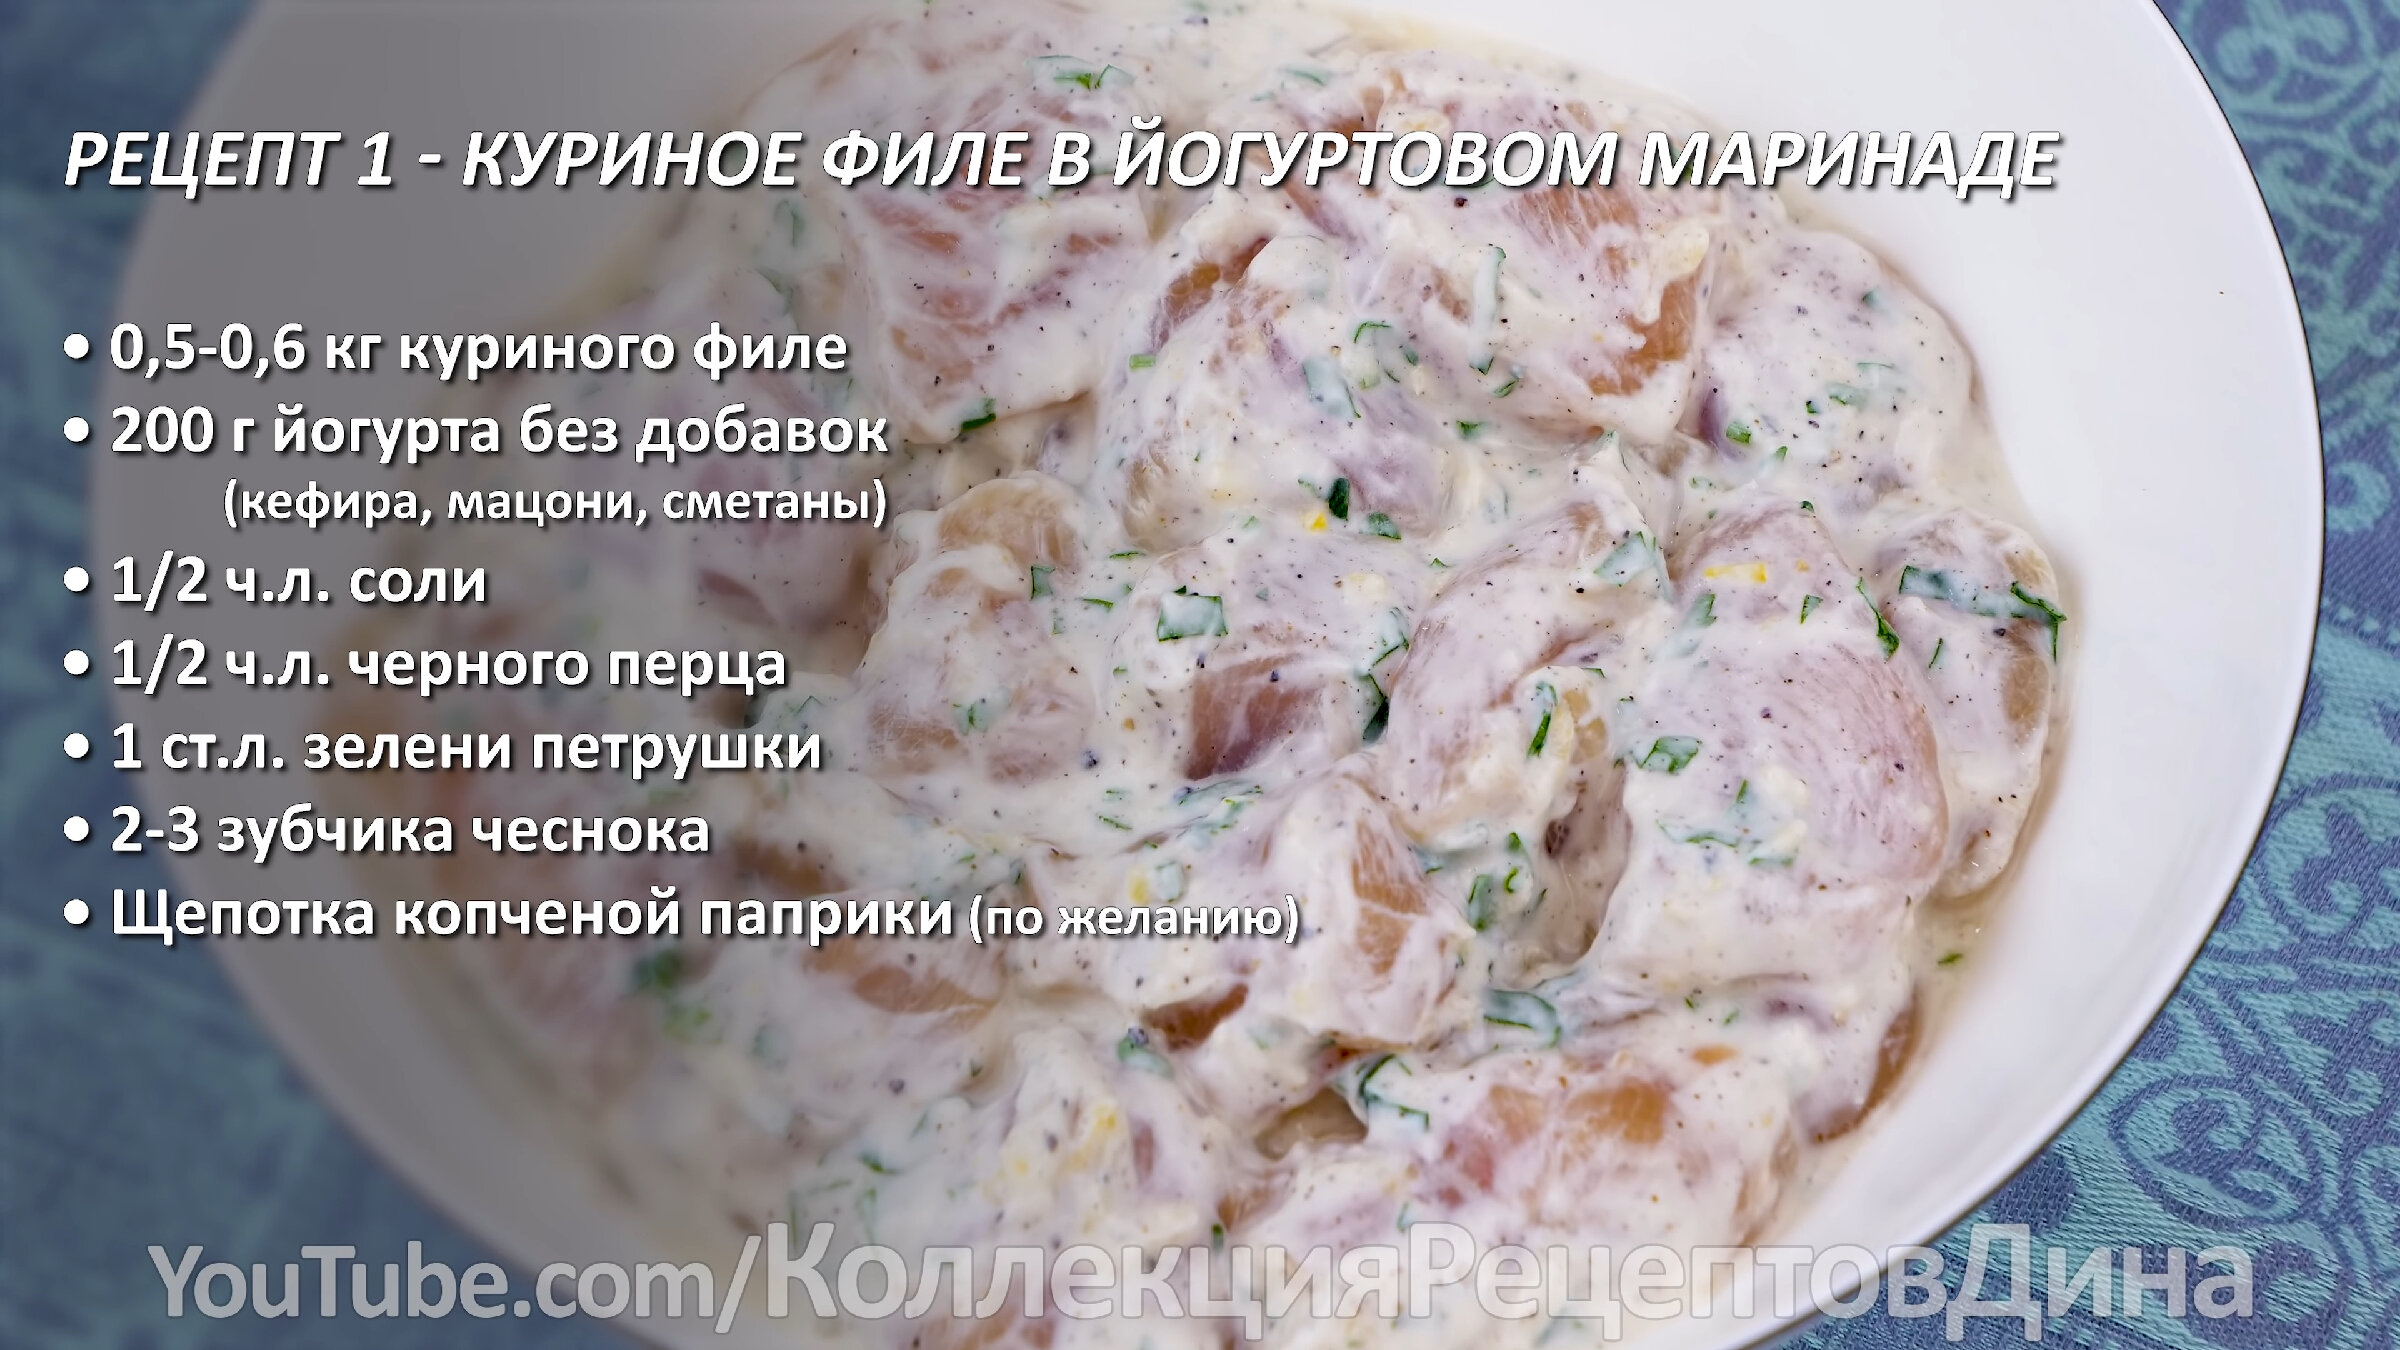 РЕЦЕПТ 1 - КУРИНОЕ ФИЛЕ В ЙОГУРТОВОМ МАРИНАДЕ
• 0,5-0,6 кг куриного филе
• 200 г йогурта без добавок
(кефира, мацони, сметаны)
• 1/2 ч.л. соли
• 1/2 ч.л. черного перца
• 1 ст.л. зелени петрушки
• 2-3 зубчика чеснока
• Щепотка копченой паприки (по желанию)
YouTube.com/КоллекцияРецептовДина